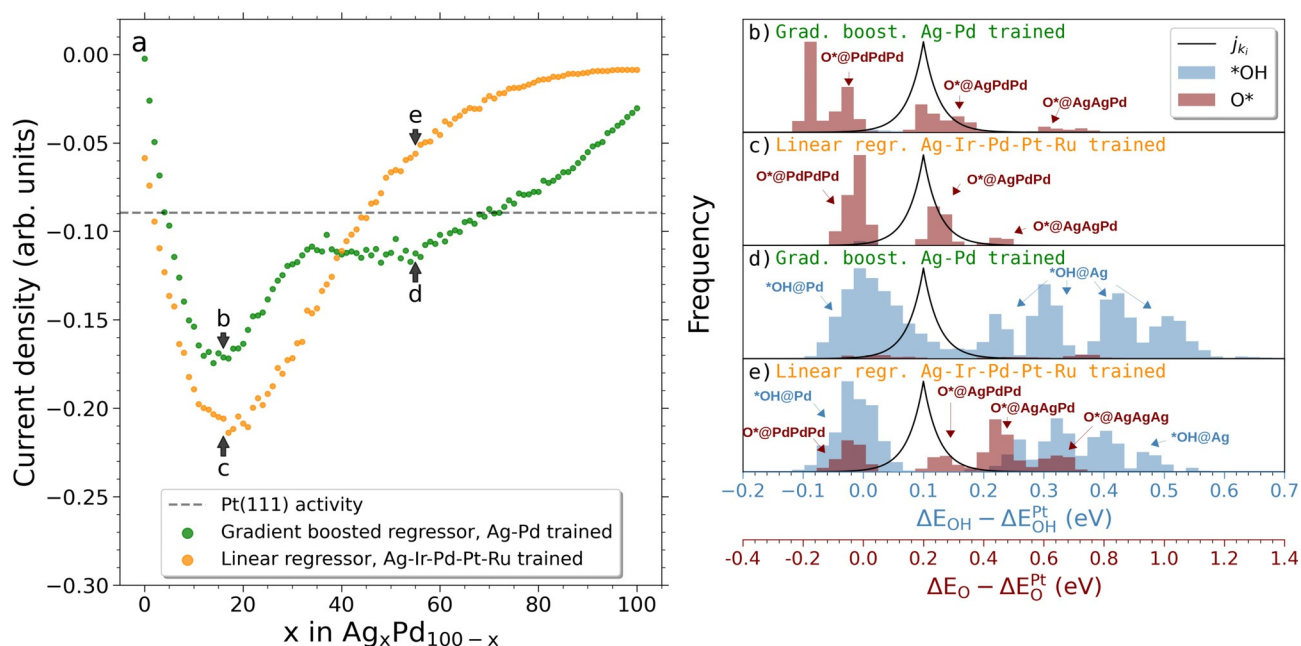 a
0.00
−0.05
−0.10
−0.15
−0.20
−0.25
−0.30
Current density (arb. units)
b
c
d
e
Pt(111) activity
Gradient boosted regressor, Ag-Pd trained
Linear regressor, Ag-Ir-Pd-Pt-Ru trained
0 20 40 60 80 100
x in AgₓPd₁₀₀₋ₓ
Frequency
b) Grad. boost. Ag-Pd trained
O*@PdPdPd
O*@AgPdPd
O*@AgAgPd
jₖᵢ
*OH
O*
c) Linear regr. Ag-Ir-Pd-Pt-Ru trained
O*@PdPdPd
O*@AgPdPd
O*@AgAgPd
d) Grad. boost. Ag-Pd trained
*OH@Pd
*OH@Ag
e) Linear regr. Ag-Ir-Pd-Pt-Ru trained
*OH@Pd
O*@PdPdPd
O*@AgPdPd
O*@AgAgPd
O*@AgAgAg
*OH@Ag
−0.2 −0.1 0.0 0.1 0.2 0.3 0.4 0.5 0.6 0.7
ΔE_OH − ΔE_OH^Pt (eV)
-0.4 -0.2 0.0 0.2 0.4 0.6 0.8 1.0 1.2 1.4
ΔE_O − ΔE_O^Pt (eV)